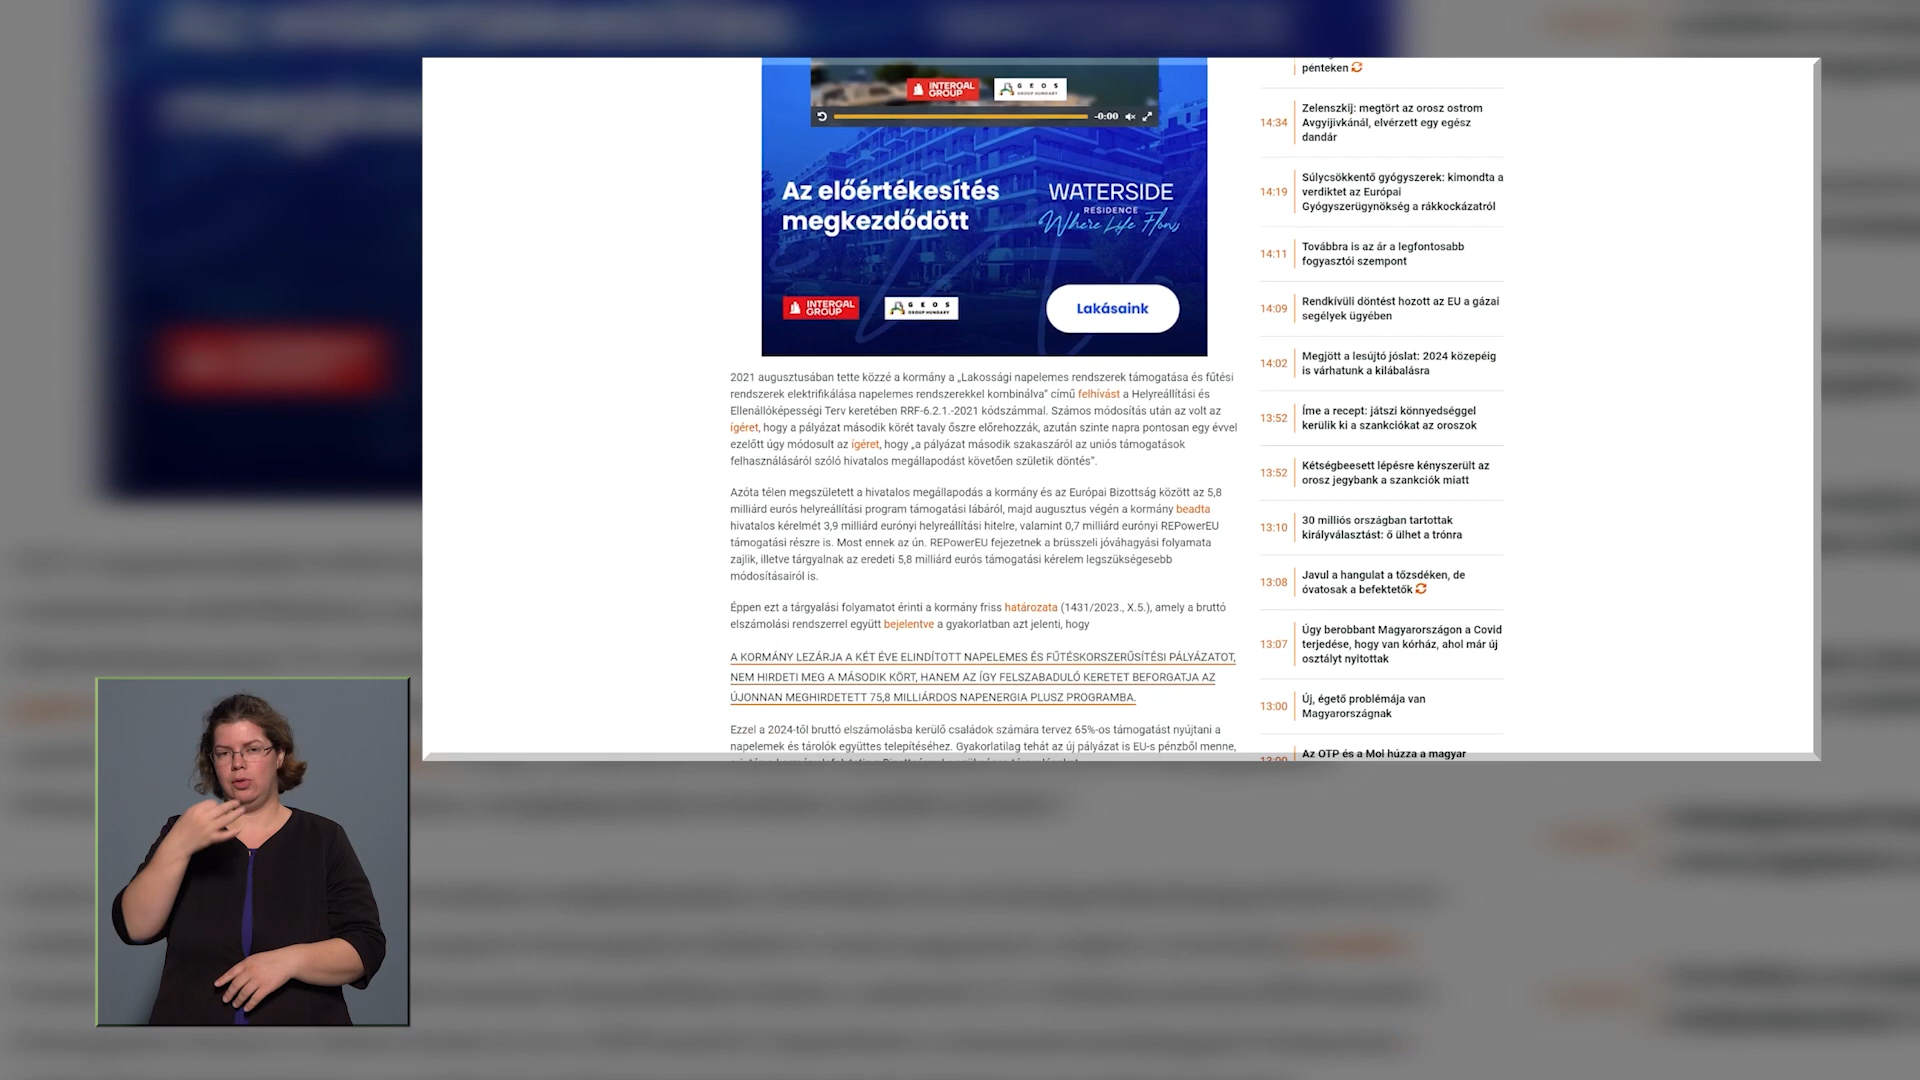 INTERGAL
GROUP
GEOS
GROUP HUNGARY
-0:00
Az előértékesítés
megkezdődött
WATERSIDE
RESIDENCE
Where Life Flows
INTERGAL
GROUP
GEOS
GROUP HUNGARY
Lakásaink
2021 augusztusában tette közzé a kormány a „Lakossági napelemes rendszerek támogatása és fűtési
rendszerek elektrifikálása napelemes rendszerekkel kombinálva” című felhívást a Helyreállítási és
Ellenállóképességi Terv keretében RRF-6.2.1.-2021 kódszámmal. Számos módosítás után az volt az
ígéret, hogy a pályázat második körét tavaly őszre előrehozzák, azután szinte napra pontosan egy évvel
ezelőtt úgy módosult az ígéret, hogy „a pályázat második szakaszáról az uniós támogatások
felhasználásáról szóló hivatalos megállapodást követően születik döntés”.
Azóta télen megszületett a hivatalos megállapodás a kormány és az Európai Bizottság között az 5,8
milliárd eurós helyreállítási program támogatási lábáról, majd augusztus végén a kormány beadta
hivatalos kérelmét 3,9 milliárd eurónyi helyreállítási hitelre, valamint 0,7 milliárd eurónyi REPowerEU
támogatási részre is. Most ennek az ún. REPowerEU fejezetnek a brüsszeli jóváhagyási folyamata
zajlik, illetve tárgyalnak az eredeti 5,8 milliárd eurós támogatási kérelem legszükségesebb
módosításairól is.
Éppen ezt a tárgyalási folyamatot érinti a kormány friss határozata (1431/2023., X.5.), amely a bruttó
elszámolási rendszerrel együtt bejelentve a gyakorlatban azt jelenti, hogy
A KORMÁNY LEZÁRJA A KÉT ÉVE ELINDÍTOTT NAPELEMES ÉS FŰTÉSKORSZERŰSÍTÉSI PÁLYÁZATOT,
NEM HIRDETI MEG A MÁSODIK KÖRT, HANEM AZ ÍGY FELSZABADULÓ KERETET BEFORGATJA AZ
ÚJONNAN MEGHIRDETETT 75,8 MILLIÁRDOS NAPENERGIA PLUSZ PROGRAMBA.
Ezzel a 2024-től bruttó elszámolásba kerülő családok számára tervez 65%-os támogatást nyújtani a
napelemek és tárolók együttes telepítéséhez. Gyakorlatilag tehát az új pályázat is EU-s pénzből menne,
pénteken
14:34 Zelenszkij: megtört az orosz ostrom
Avgyijivkánál, elvérzett egy egész
dandár
14:19 Súlycsökkentő gyógyszerek: kimondta a
verdiktet az Európai
Gyógyszerügynökség a rákkockázatról
14:11 Továbbra is az ár a legfontosabb
fogyasztói szempont
14:09 Rendkívüli döntést hozott az EU a gázai
segélyek ügyében
14:02 Megjött a lesújtó jóslat: 2024 közepéig
is várhatunk a kilábalásra
13:52 Íme a recept: játszi könnyedséggel
kerülik ki a szankciókat az oroszok
13:52 Kétségbeesett lépésre kényszerült az
orosz jegybank a szankciók miatt
13:10 30 milliós országban tartottak
királyválasztást: ő ülhet a trónra
13:08 Javul a hangulat a tőzsdéken, de
óvatosak a befektetők
13:07 Úgy berobbant Magyarországon a Covid
terjedése, hogy van kórház, ahol már új
osztályt nyitottak
13:00 Új, égető problémája van
Magyarországnak
13:00 Az OTP és a Mol húzza a magyar